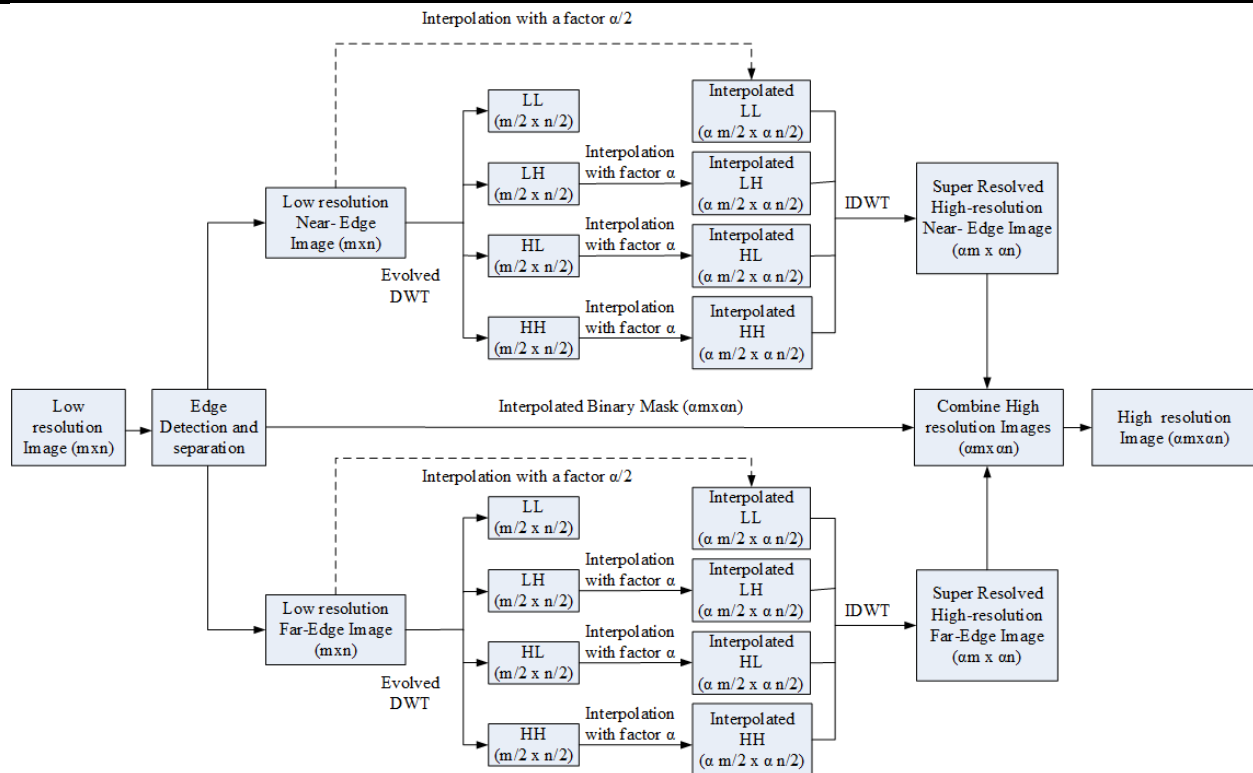 Interpolation with a factor α/2
LL
(m/2 x n/2)
Interpolated
LL
(α m/2 x α n/2)
LH
(m/2 x n/2)
Interpolation
with factor α
Interpolated
LH
(α m/2 x α n/2)
Low resolution
Near- Edge
Image (mxn)
Evolved
DWT
HL
(m/2 x n/2)
Interpolation
with factor α
Interpolated
HL
(α m/2 x α n/2)
HH
(m/2 x n/2)
Interpolation
with factor α
Interpolated
HH
(α m/2 x α n/2)
IDWT
Super Resolved
High-resolution
Near- Edge Image
(αm x αn)
Low
resolution
Image (mxn)
Edge
Detection and
separation
Interpolated Binary Mask (αmxαn)
Combine High
resolution Images
(αmxαn)
High resolution
Image (αmxαn)
Interpolation with a factor α/2
LL
(m/2 x n/2)
Interpolated
LL
(α m/2 x α n/2)
LH
(m/2 x n/2)
Interpolation
with factor α
Interpolated
LH
(α m/2 x α n/2)
Low resolution
Far-Edge Image
(mxn)
Evolved
DWT
HL
(m/2 x n/2)
Interpolation
with factor α
Interpolated
HL
(α m/2 x α n/2)
HH
(m/2 x n/2)
Interpolation
with factor α
Interpolated
HH
(α m/2 x α n/2)
IDWT
Super Resolved
High-resolution
Far-Edge Image
(αm x αn)